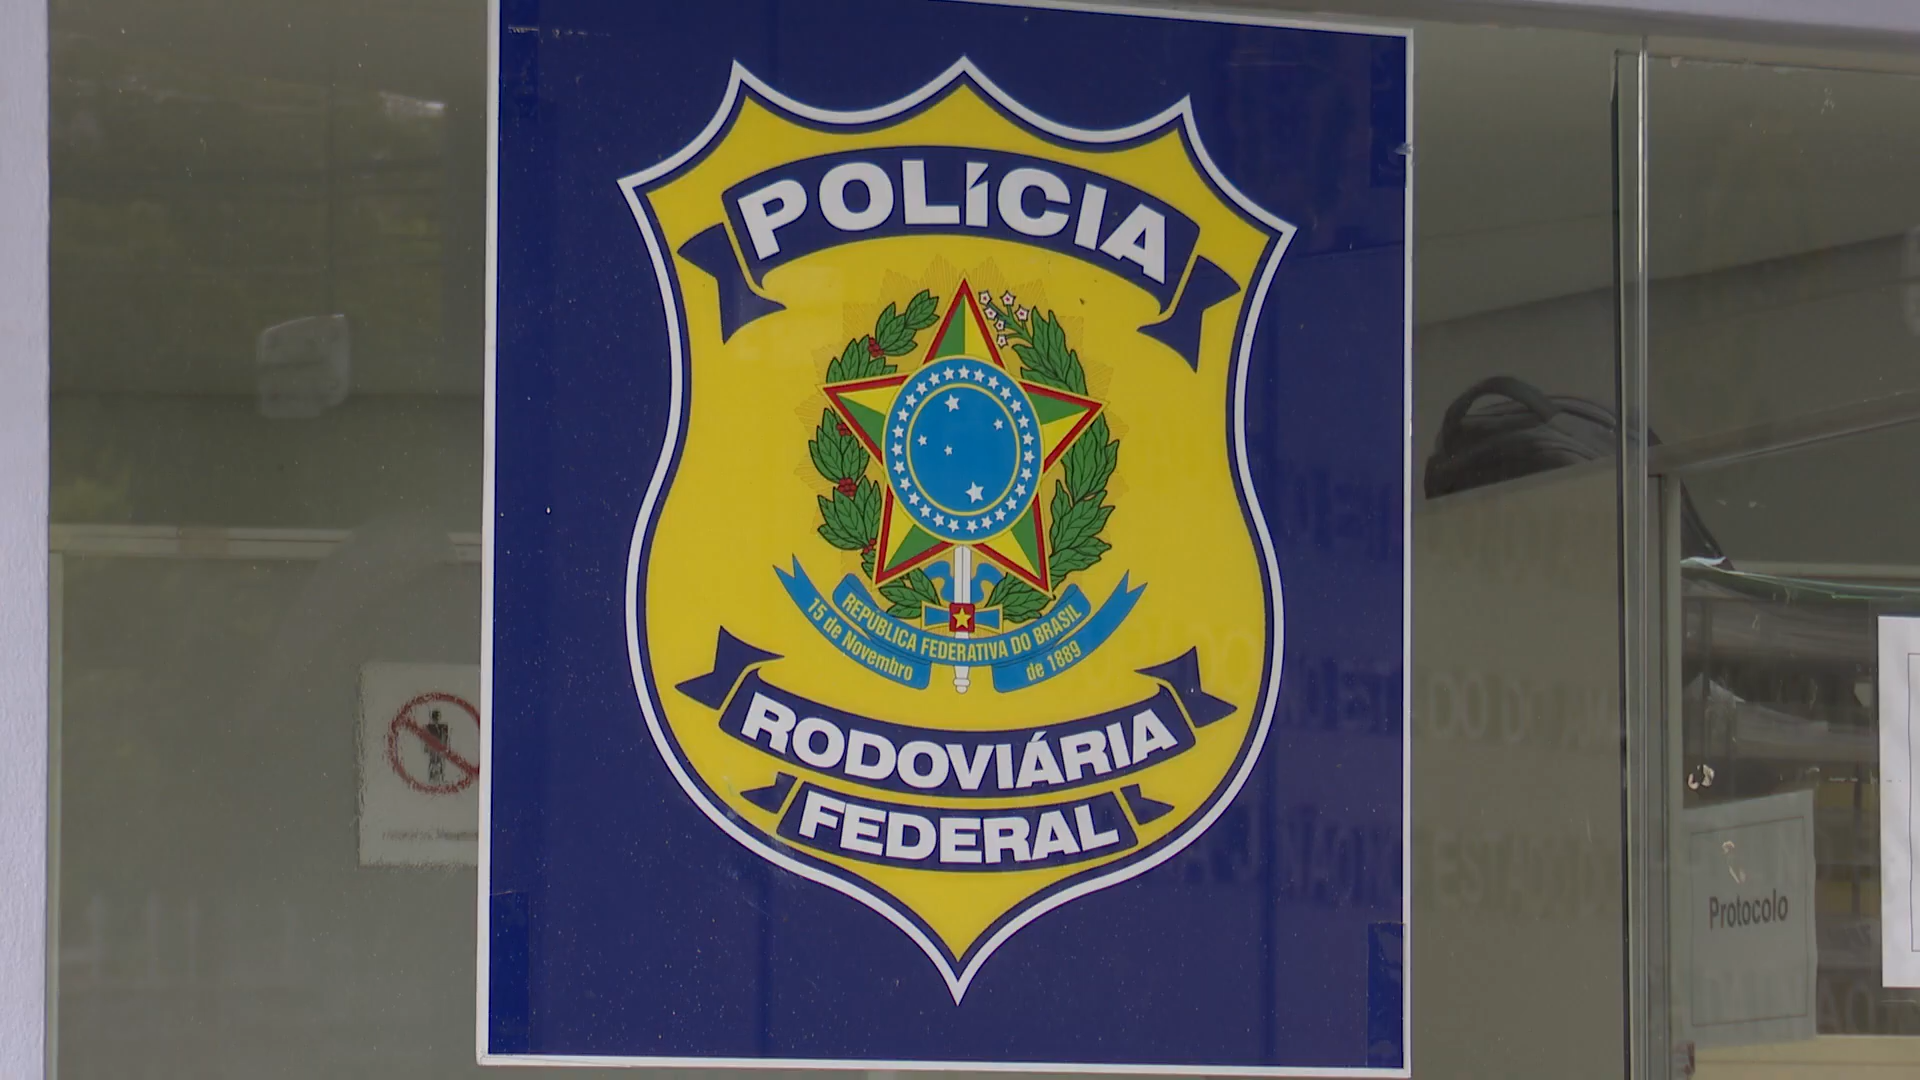 POLÍCIA
REPÚBLICA FEDERATIVA DO BRASIL
15 de Novembro de 1889
RODOVIÁRIA
FEDERAL
Protocolo